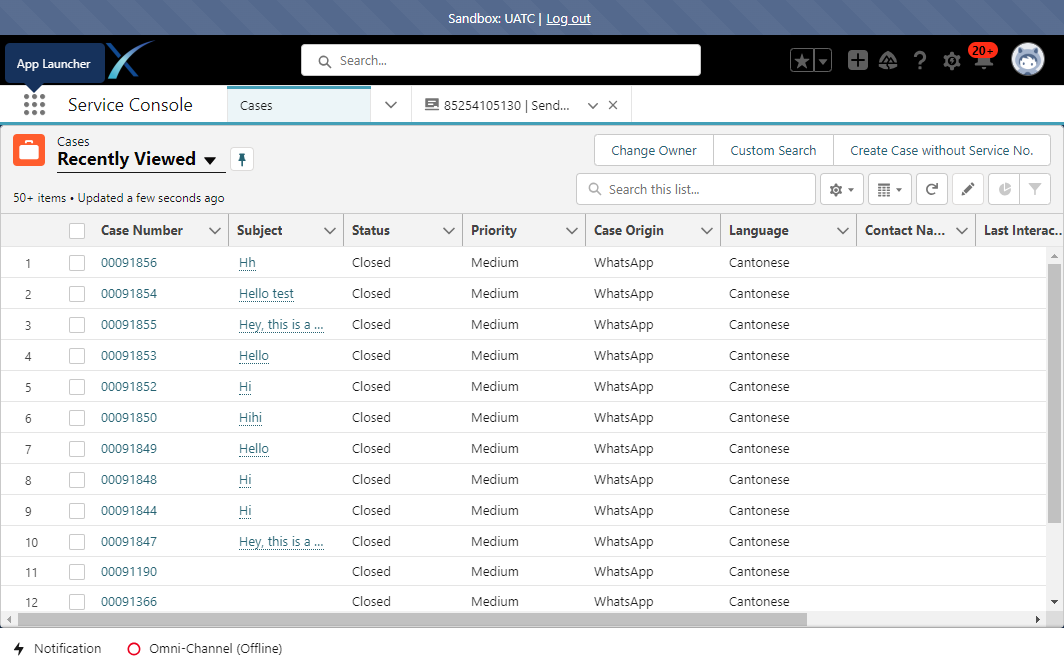 Sandbox: UATC | Log out
App Launcher
Search...
20+
Service Console
Cases
85254105130 | Send...
Cases
Recently Viewed
Change Owner
Custom Search
Create Case without Service No.
50+ items • Updated a few seconds ago
Search this list...
Case Number Subject Status Priority Case Origin Language Contact Na... Last Interac...
1 00091856 Hh Closed Medium WhatsApp Cantonese
2 00091854 Hello test Closed Medium WhatsApp Cantonese
3 00091855 Hey, this is a ... Closed Medium WhatsApp Cantonese
4 00091853 Hello Closed Medium WhatsApp Cantonese
5 00091852 Hi Closed Medium WhatsApp Cantonese
6 00091850 Hihi Closed Medium WhatsApp Cantonese
7 00091849 Hello Closed Medium WhatsApp Cantonese
8 00091848 Hi Closed Medium WhatsApp Cantonese
9 00091844 Hi Closed Medium WhatsApp Cantonese
10 00091847 Hey, this is a ... Closed Medium WhatsApp Cantonese
11 00091190 Closed Medium WhatsApp Cantonese
12 00091366 Closed Medium WhatsApp Cantonese
Notification
Omni-Channel (Offline)